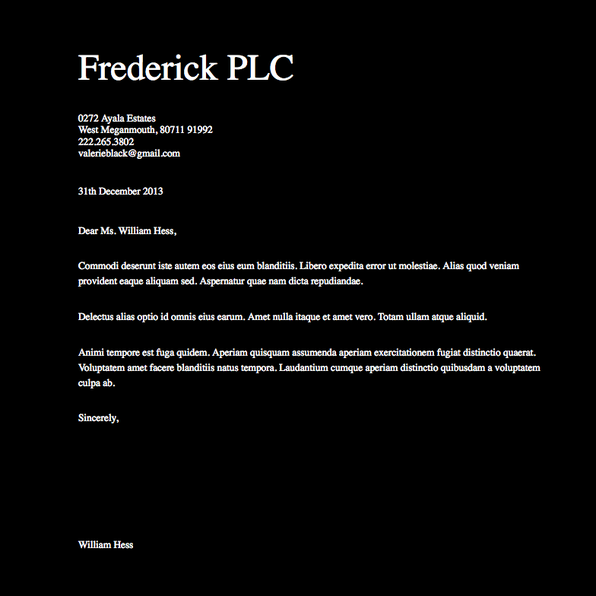 Frederick PLC
0272 Ayala Estates
West Meganmouth, 80711 91992
222.265.3802
valerieblack@gmail.com
31th December 2013
Dear Ms. William Hess,
Commodi deserunt iste autem eos eius eum blanditiis. Libero expedita error ut molestiae. Alias quod veniam
provident eaque aliquam sed. Aspernatur quae nam dicta repudiandae.
Delectus alias optio id omnis eius earum. Amet nulla itaque et amet vero. Totam ullam atque aliquid.
Animi tempore est fuga quidem. Aperiam quisquam assumenda aperiam exercitationem fugiat distinctio quaerat.
Voluptatem amet facere blanditiis natus tempora. Laudantium cumque aperiam distinctio quibusdam a voluptatem
culpa ab.
Sincerely,
William Hess